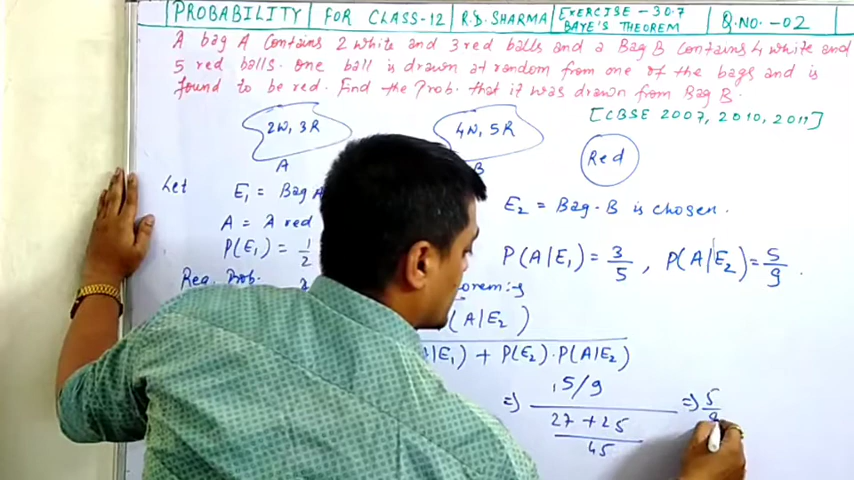 PROBABILITY FOR CLASS-12 R.D. SHARMA EXERCISE-30.7 BAYE'S THEOREM Q.NO.-02
A bag A contains 2 white and 3 red balls and a Bag B contains 4 white and
5 red balls. one ball is drawn at random from one of the bags and is
found to be red. Find the Prob. that it was drawn from Bag B.
[CBSE 2007, 2010, 2011]
2W, 3R 4W, 5R Red
A B
Let E₁ = Bag A E₂ = Bag-B is chosen.
A = A red
P(E₁) = 1/2 P(A|E₁) = 3/5 , P(A|E₂) = 5/9 .
Req. Prob.
(A|E₂)
A|E₁) + P(E₂).P(A|E₂)
=> 5/9 => 5
27 + 25
45